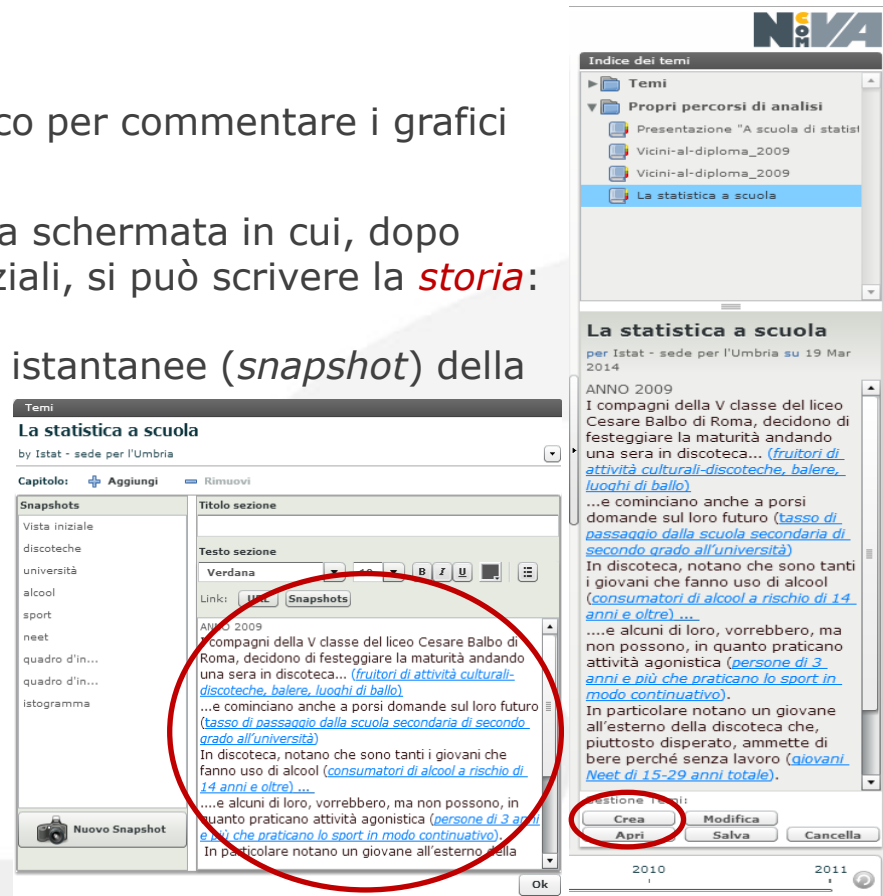 NOVA
COM
co per commentare i grafici
a schermata in cui, dopo
ziali, si può scrivere la storia:
istantanee (snapshot) della
Temi
La statistica a scuola
by Istat - sede per l'Umbria
Capitolo: Aggiungi Rimuovi
Snapshots
Vista iniziale
discoteche
università
alcool
sport
neet
quadro d'in...
quadro d'in...
istogramma
Nuovo Snapshot
Titolo sezione
Testo sezione
Verdana 10 B I U
Link: URL Snapshots
ANNO 2009
I compagni della V classe del liceo Cesare Balbo di
Roma, decidono di festeggiare la maturità andando
una sera in discoteca... (fruitori di attività culturali-
discoteche, balere, luoghi di ballo)
...e cominciano anche a porsi domande sul loro futuro
(tasso di passaggio dalla scuola secondaria di secondo
grado all'università)
In discoteca, notano che sono tanti i giovani che
fanno uso di alcool (consumatori di alcool a rischio di
14 anni e oltre) ...
....e alcuni di loro, vorrebbero, ma non possono, in
quanto praticano attività agonistica (persone di 3 anni
e più che praticano lo sport in modo continuativo).
In particolare notano un giovane all'esterno della
Ok
Indice dei temi
Temi
Propri percorsi di analisi
Presentazione "A scuola di statist
Vicini-al-diploma_2009
Vicini-al-diploma_2009
La statistica a scuola
La statistica a scuola
per Istat - sede per l'Umbria su 19 Mar
2014
ANNO 2009
I compagni della V classe del liceo
Cesare Balbo di Roma, decidono di
festeggiare la maturità andando
una sera in discoteca... (fruitori di
attività culturali-discoteche, balere,
luoghi di ballo)
...e cominciano anche a porsi
domande sul loro futuro (tasso di
passaggio dalla scuola secondaria di
secondo grado all'università)
In discoteca, notano che sono tanti
i giovani che fanno uso di alcool
(consumatori di alcool a rischio di 14
anni e oltre) ...
....e alcuni di loro, vorrebbero, ma
non possono, in quanto praticano
attività agonistica (persone di 3
anni e più che praticano lo sport in
modo continuativo).
In particolare notano un giovane
all'esterno della discoteca che,
piuttosto disperato, ammette di
bere perché senza lavoro (giovani
Neet di 15-29 anni totale).
Gestione Temi:
Crea Modifica
Apri Salva Cancella
2010 2011